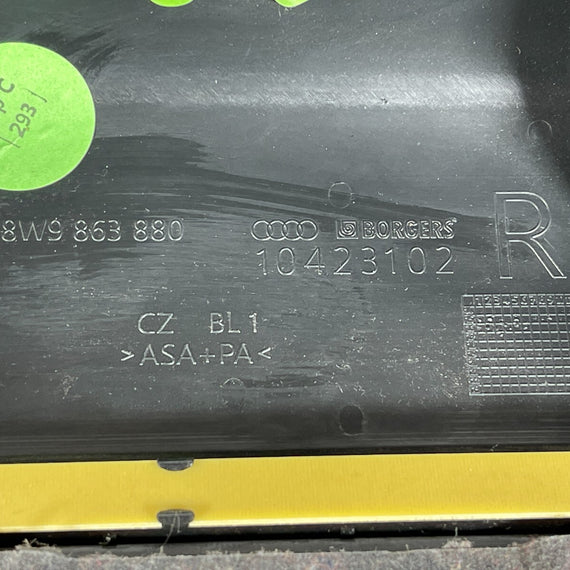 C
293
8W9 863 880
BORGERS
10423102
R
CZ BL1
>ASA+PA<